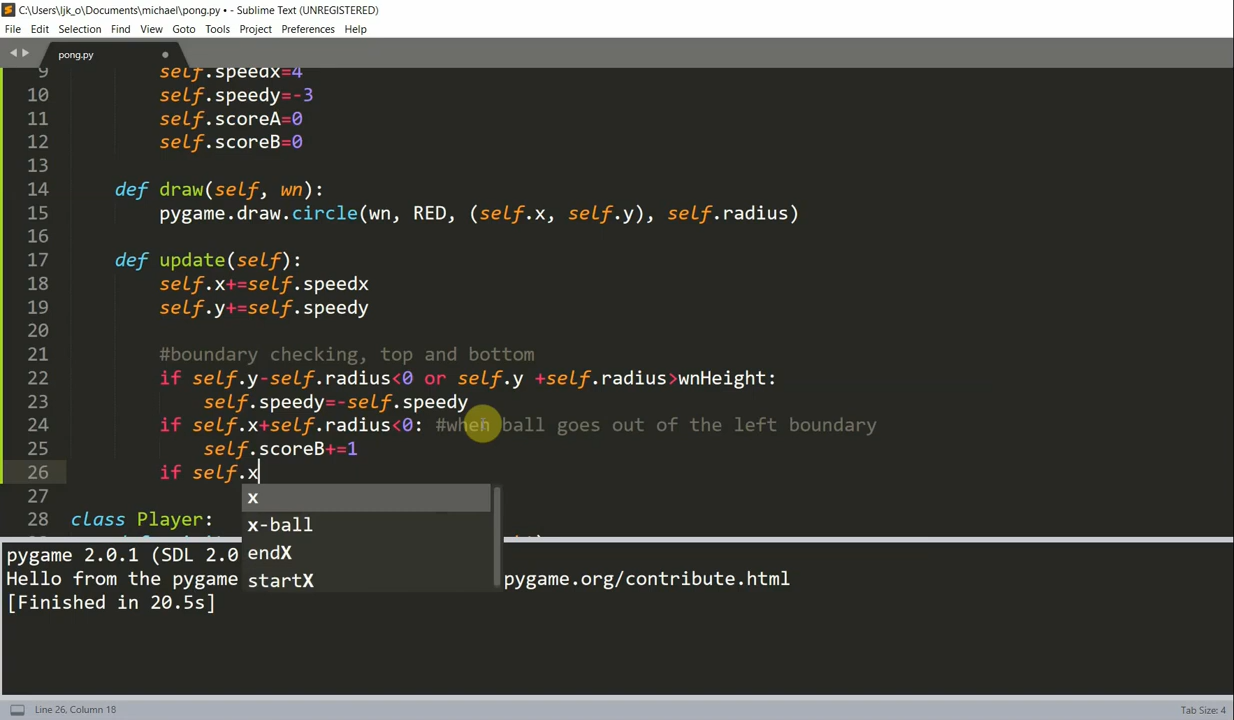 C:\Users\ljk_o\Documents\michael\pong.py • - Sublime Text (UNREGISTERED)
File Edit Selection Find View Goto Tools Project Preferences Help
pong.py
9 self.speedx=4
10 self.speedy=-3
11 self.scoreA=0
12 self.scoreB=0
13
14 def draw(self, wn):
15 pygame.draw.circle(wn, RED, (self.x, self.y), self.radius)
16
17 def update(self):
18 self.x+=self.speedx
19 self.y+=self.speedy
20
21 #boundary checking, top and bottom
22 if self.y-self.radius<0 or self.y +self.radius>wnHeight:
23 self.speedy=-self.speedy
24 if self.x+self.radius<0: #when ball goes out of the left boundary
25 self.scoreB+=1
26 if self.x
27 x
28 class Player:
x-ball
endX
startX
pygame 2.0.1 (SDL 2.0
Hello from the pygame pygame.org/contribute.html
[Finished in 20.5s]
Line 26, Column 18 Tab Size: 4